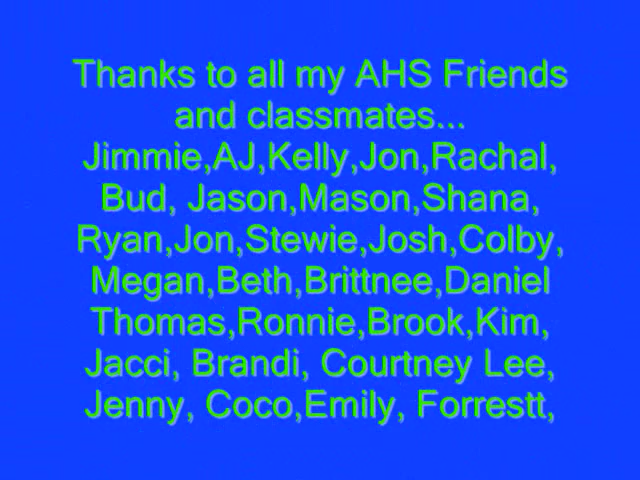 Thanks to all my AHS Friends
and classmates...
Jimmie,AJ,Kelly,Jon,Rachal,
Bud, Jason,Mason,Shana,
Ryan,Jon,Stewie,Josh,Colby,
Megan,Beth,Brittnee,Daniel
Thomas,Ronnie,Brook,Kim,
Jacci, Brandi, Courtney Lee,
Jenny, Coco,Emily, Forrestt,